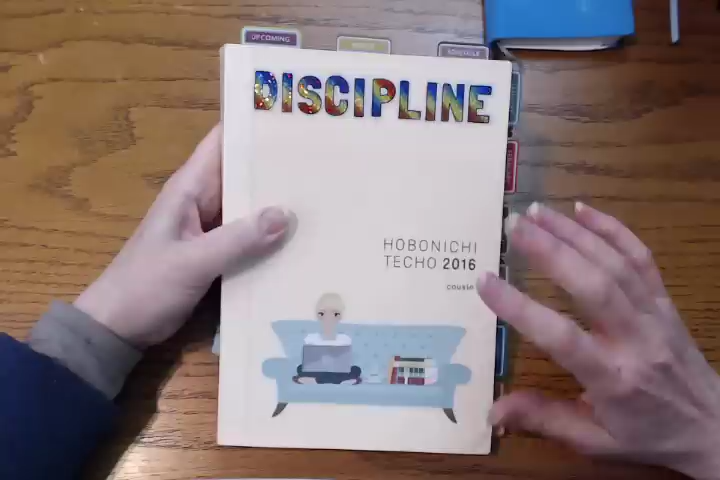 UPCOMING
DISCIPLINE
HOBONICHI
TECHO 2016
cousin